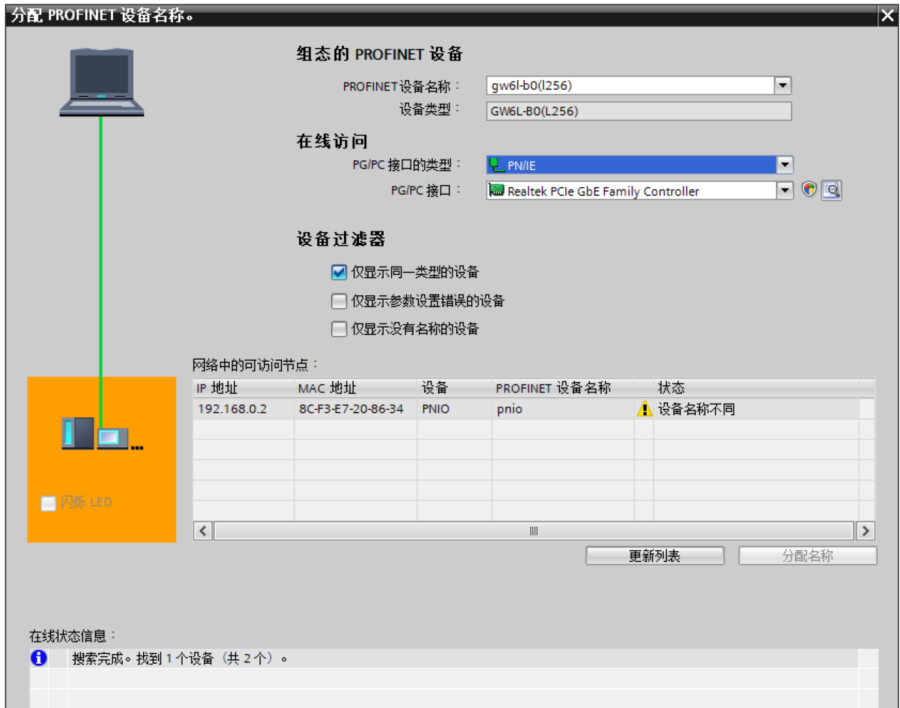 分配 PROFINET 设备名称。
组态的 PROFINET 设备
PROFINET设备名称： gw6l-b0(l256)
设备类型： GW6L-B0(L256)
在线访问
PG/PC 接口的类型： PN/IE
PG/PC 接口： Realtek PCIe GbE Family Controller
设备过滤器
仅显示同一类型的设备
仅显示参数设置错误的设备
仅显示没有名称的设备
网络中的可访问节点：
IP 地址 MAC 地址 设备 PROFINET 设备名称 状态
192.168.0.2 8C-F3-E7-20-86-34 PNIO pnio 设备名称不同
闪烁 LED
更新列表 分配名称
在线状态信息：
搜索完成。找到 1 个设备（共 2 个）。